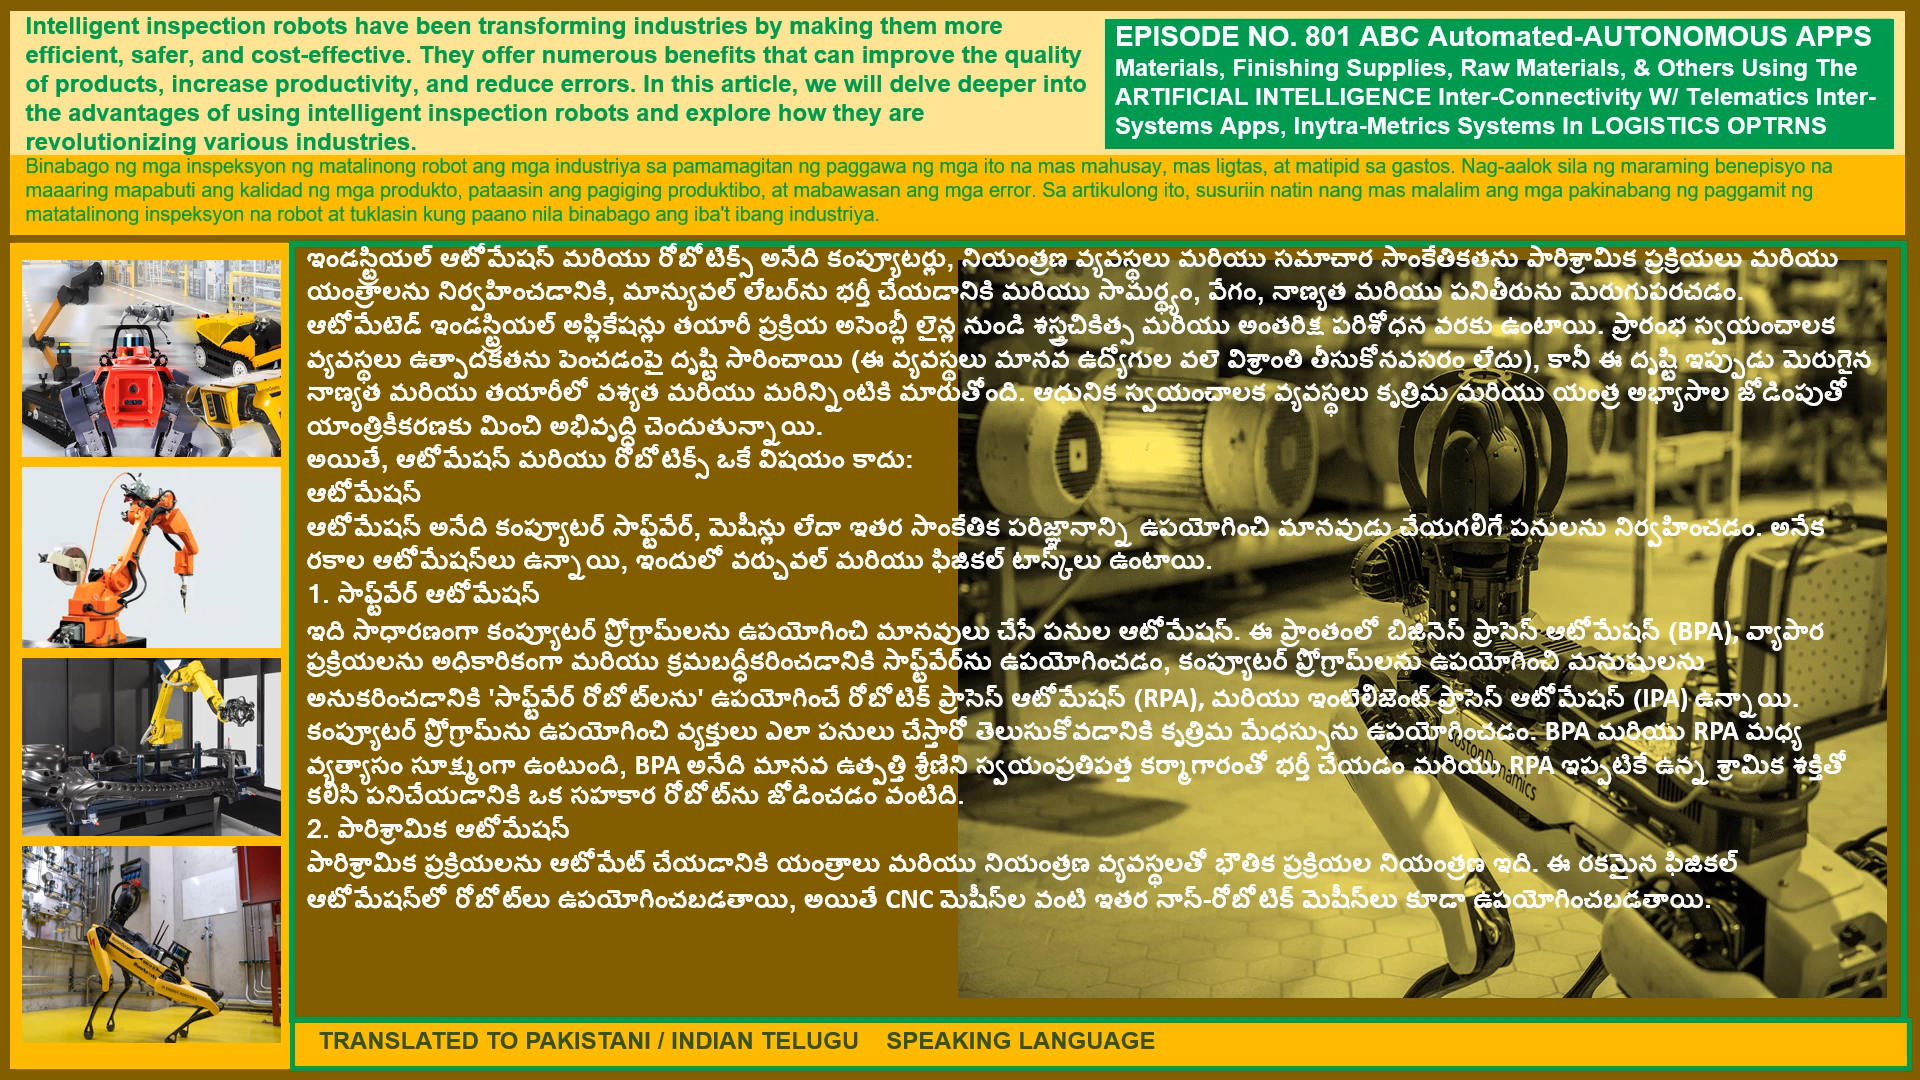 Intelligent inspection robots have been transforming industries by making them more
efficient, safer, and cost-effective. They offer numerous benefits that can improve the quality
of products, increase productivity, and reduce errors. In this article, we will delve deeper into
the advantages of using intelligent inspection robots and explore how they are
revolutionizing various industries.
EPISODE NO. 801 ABC Automated-AUTONOMOUS APPS
Materials, Finishing Supplies, Raw Materials, & Others Using The
ARTIFICIAL INTELLIGENCE Inter-Connectivity W/ Telematics Inter-
Systems Apps, Inytra-Metrics Systems In LOGISTICS OPTRNS
Binabago ng mga inspeksyon ng matalinong robot ang mga industriya sa pamamagitan ng paggawa ng mga ito na mas mahusay, mas ligtas, at matipid sa gastos. Nag-aalok sila ng maraming benepisyo na
maaaring mapabuti ang kalidad ng mga produkto, pataasin ang pagiging produktibo, at mabawasan ang mga error. Sa artikulong ito, susuriin natin nang mas malalim ang mga pakinabang ng paggamit ng
matatalinong inspeksyon na robot at tuklasin kung paano nila binabago ang iba't ibang industriya.
ఇండస్ట్రియల్ ఆటోమేషన్ మరియు రోబోటిక్స్ అనేది కంప్యూటర్లు, నియంత్రణ వ్యవస్థలు మరియు సమాచార సాంకేతికతను పారిశ్రామిక ప్రక్రియలు మరియు
యంత్రాలను నిర్వహించడానికి, మాన్యువల్ లేబర్‌ను భర్తీ చేయడానికి మరియు సామర్థ్యం, వేగం, నాణ్యత మరియు పనితీరును మెరుగుపరచడం.
ఆటోమేటెడ్ ఇండస్ట్రియల్ అప్లికేషన్లు తయారీ ప్రక్రియ అసెంబ్లీ లైన్ల నుండి శస్త్రచికిత్స మరియు అంతరిక్ష పరిశోధన వరకు ఉంటాయి. ప్రారంభ స్వయంచాలక
వ్యవస్థలు ఉత్పాదకతను పెంచడంపై దృష్టి సారించాయి (ఈ వ్యవస్థలు మానవ ఉద్యోగుల వలె విశ్రాంతి తీసుకోనవసరం లేదు), కానీ ఈ దృష్టి ఇప్పుడు మెరుగైన
నాణ్యత మరియు తయారీలో వశ్యత మరియు మరిన్నింటికి మారుతోంది. ఆధునిక స్వయంచాలక వ్యవస్థలు కృత్రిమ మరియు యంత్ర అభ్యాసాల జోడింపుతో
యాంత్రికీకరణకు మించి అభివృద్ధి చెందుతున్నాయి.
అయితే, ఆటోమేషన్ మరియు రోబోటిక్స్ ఒకే విషయం కాదు:
ఆటోమేషన్
ఆటోమేషన్ అనేది కంప్యూటర్ సాఫ్ట్‌వేర్, మెషీన్లు లేదా ఇతర సాంకేతిక పరిజ్ఞానాన్ని ఉపయోగించి మానవుడు చేయగలిగే పనులను నిర్వహించడం. అనేక
రకాల ఆటోమేషన్‌లు ఉన్నాయి, ఇందులో వర్చువల్ మరియు ఫిజికల్ టాస్క్‌లు ఉంటాయి.
1. సాఫ్ట్‌వేర్ ఆటోమేషన్
ఇది సాధారణంగా కంప్యూటర్ ప్రోగ్రామ్‌లను ఉపయోగించి మానవులు చేసే పనుల ఆటోమేషన్. ఈ ప్రాంతంలో బిజినెస్ ప్రాసెస్ ఆటోమేషన్ (BPA), వ్యాపార
ప్రక్రియలను అధికారికంగా మరియు క్రమబద్ధీకరించడానికి సాఫ్ట్‌వేర్‌ను ఉపయోగించడం, కంప్యూటర్ ప్రోగ్రామ్‌లను ఉపయోగించి మనుషులను
అనుకరించడానికి 'సాఫ్ట్‌వేర్ రోబోట్‌లను' ఉపయోగించే రోబోటిక్ ప్రాసెస్ ఆటోమేషన్ (RPA), మరియు ఇంటెలిజెంట్ ప్రాసెస్ ఆటోమేషన్ (IPA) ఉన్నాయి.
కంప్యూటర్ ప్రోగ్రామ్‌ను ఉపయోగించి వ్యక్తులు ఎలా పనులు చేస్తారో తెలుసుకోవడానికి కృత్రిమ మేధస్సును ఉపయోగించడం. BPA మరియు RPA మధ్య
వ్యత్యాసం సూక్ష్మంగా ఉంటుంది, BPA అనేది మానవ ఉత్పత్తి శ్రేణిని స్వయంప్రతిపత్త కర్మాగారంతో భర్తీ చేయడం మరియు RPA ఇప్పటికే ఉన్న శ్రామిక శక్తితో
కలిసి పనిచేయడానికి ఒక సహకార రోబోట్‌ను జోడించడం వంటిది.
2. పారిశ్రామిక ఆటోమేషన్
పారిశ్రామిక ప్రక్రియలను ఆటోమేట్ చేయడానికి యంత్రాలు మరియు నియంత్రణ వ్యవస్థలతో భౌతిక ప్రక్రియల నియంత్రణ ఇది. ఈ రకమైన ఫిజికల్
ఆటోమేషన్‌లో రోబోట్‌లు ఉపయోగించబడతాయి, అయితే CNC మెషీన్‌ల వంటి ఇతర నాన్-రోబోటిక్ మెషీన్‌లు కూడా ఉపయోగించబడతాయి.
BostonDynamics
TRANSLATED TO PAKISTANI / INDIAN TELUGU SPEAKING LANGUAGE